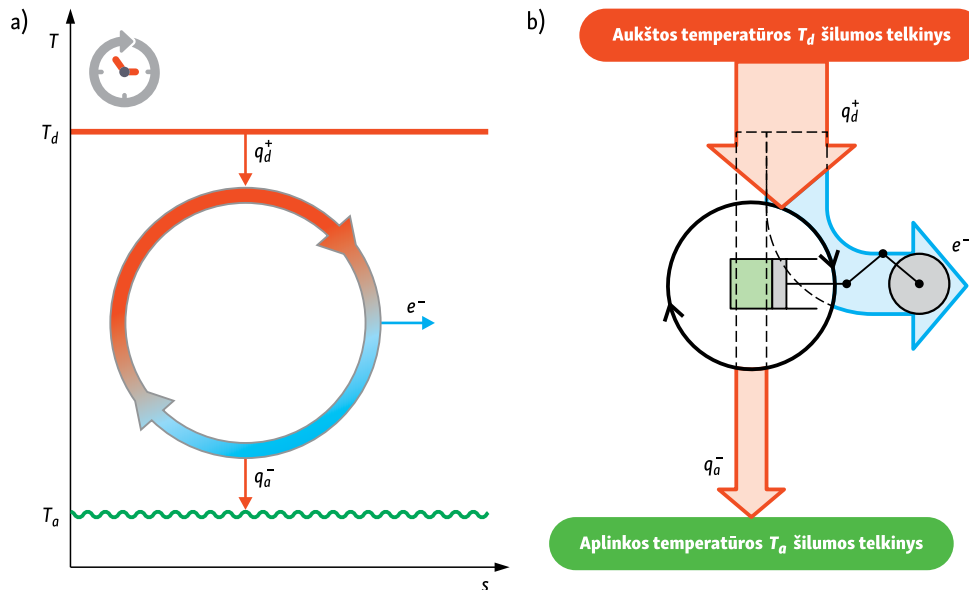 a)
T
T_d
q_d^+
e^-
q_a^-
T_a
s
b)
Aukštos temperatūros T_d šilumos telkinys
q_d^+
e^-
q_a^-
Aplinkos temperatūros T_a šilumos telkinys